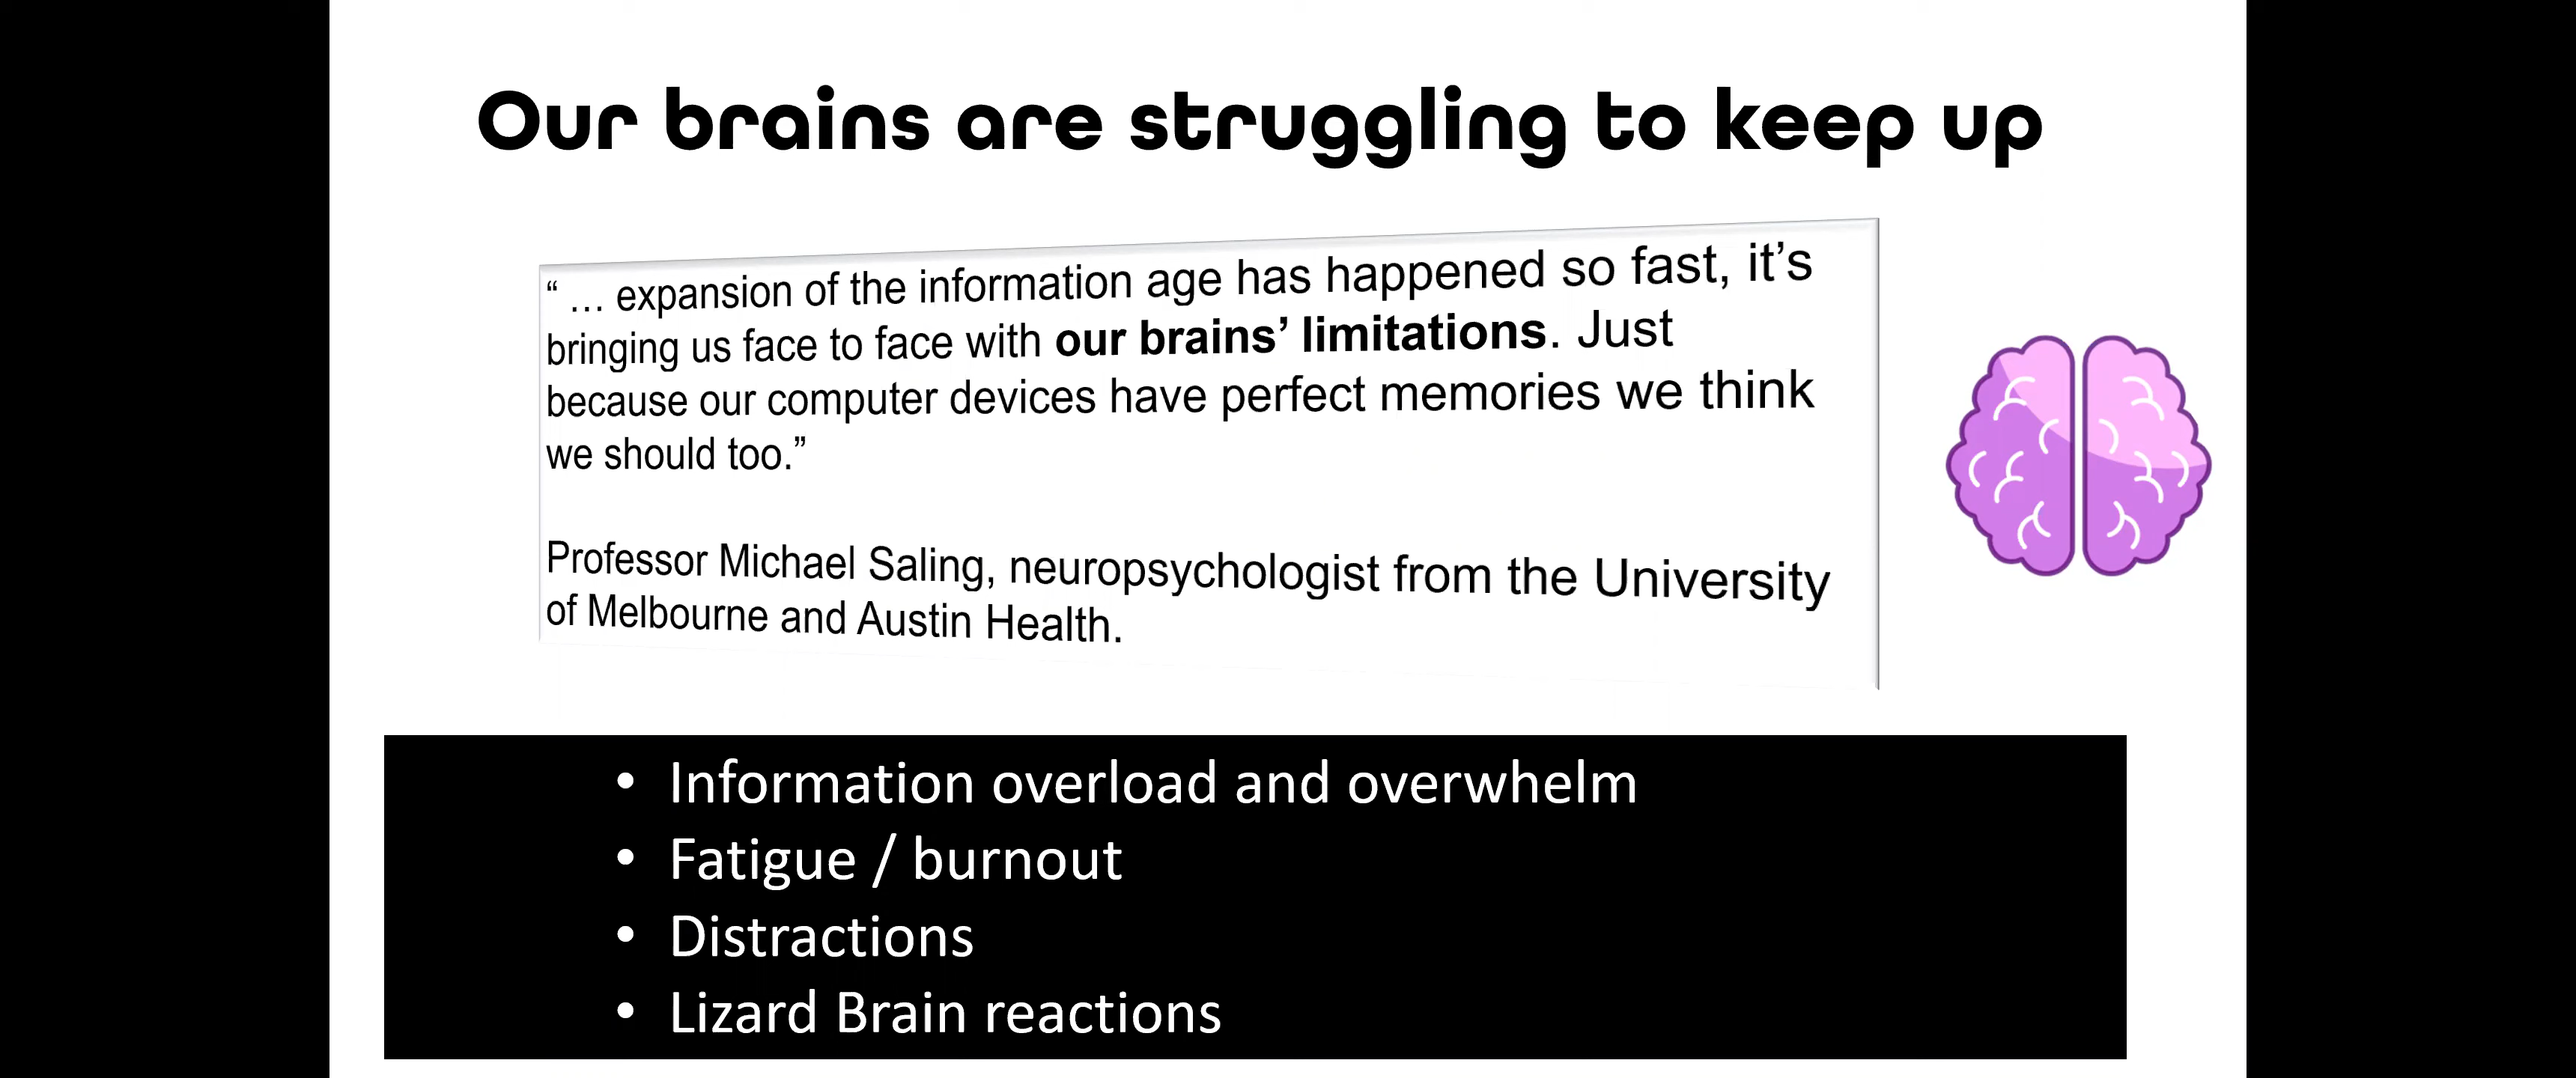 Our brains are struggling to keep up
“ … expansion of the information age has happened so fast, it’s
bringing us face to face with our brains’ limitations. Just
because our computer devices have perfect memories we think
we should too.”
Professor Michael Saling, neuropsychologist from the University
of Melbourne and Austin Health.
• Information overload and overwhelm
• Fatigue / burnout
• Distractions
• Lizard Brain reactions